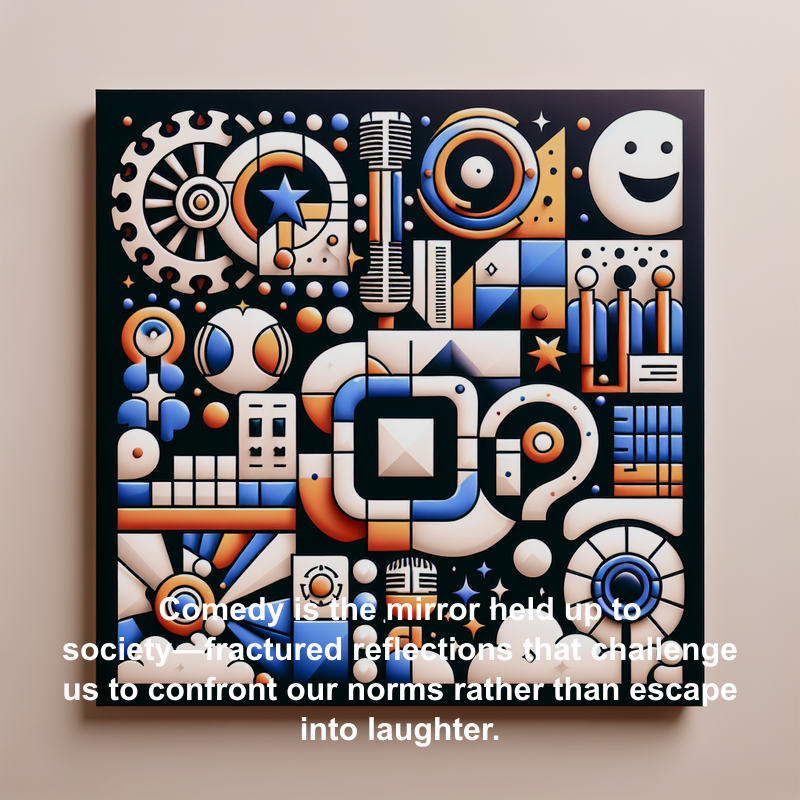 Comedy is the mirror held up to
society—fractured reflections that challenge
us to confront our norms rather than escape
into laughter.